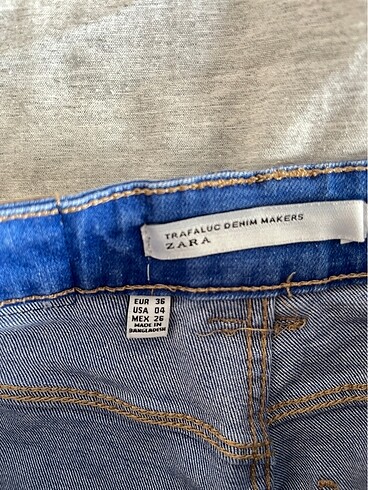 TRAFALUC DENIM MAKERS
ZARA
EUR 36
USA 04
MEX 26
MADE IN
BANGLADESH